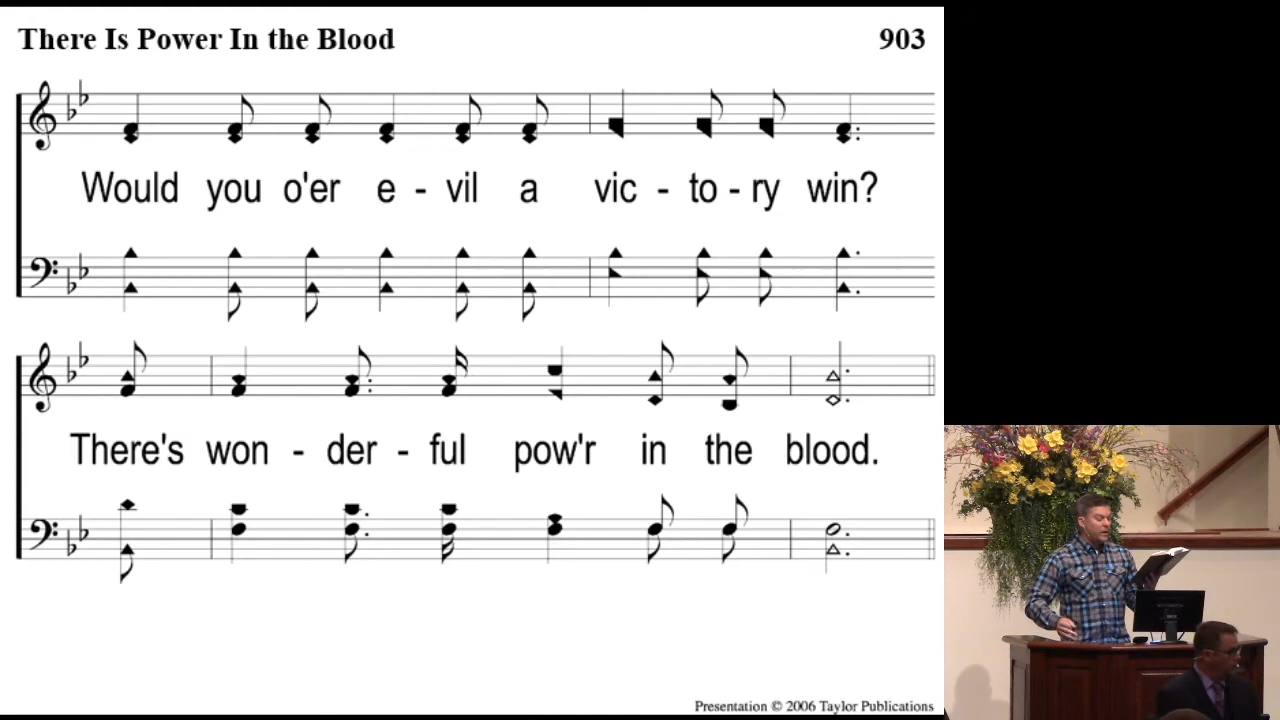 There Is Power In the Blood 903
Would you o'er e - vil a vic - to - ry win?
There's won - der - ful pow'r in the blood.
Presentation © 2006 Taylor Publications